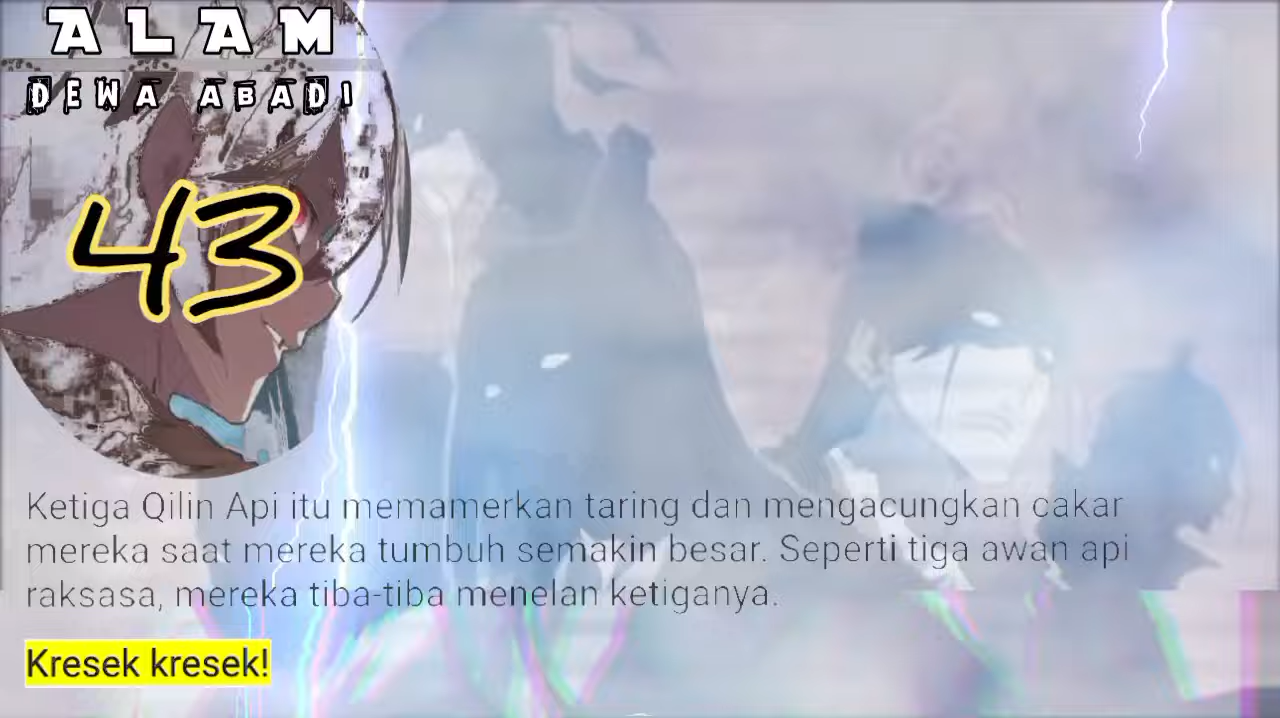 ALAM
DEWA ABADI
43
Ketiga Qilin Api itu memamerkan taring dan mengacungkan cakar
mereka saat mereka tumbuh semakin besar. Seperti tiga awan api
raksasa, mereka tiba-tiba menelan ketiganya.
Kresek kresek!